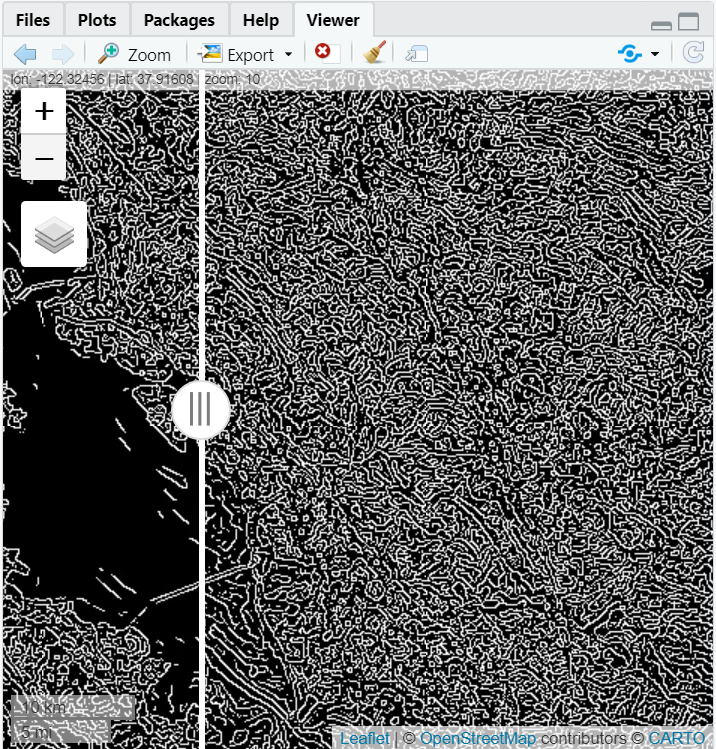 Files Plots Packages Help Viewer
Zoom Export
lon: -122.32456 | lat: 37.91608 zoom: 10
+
−
10 km
5 mi
Leaflet | © OpenStreetMap contributors © CARTO